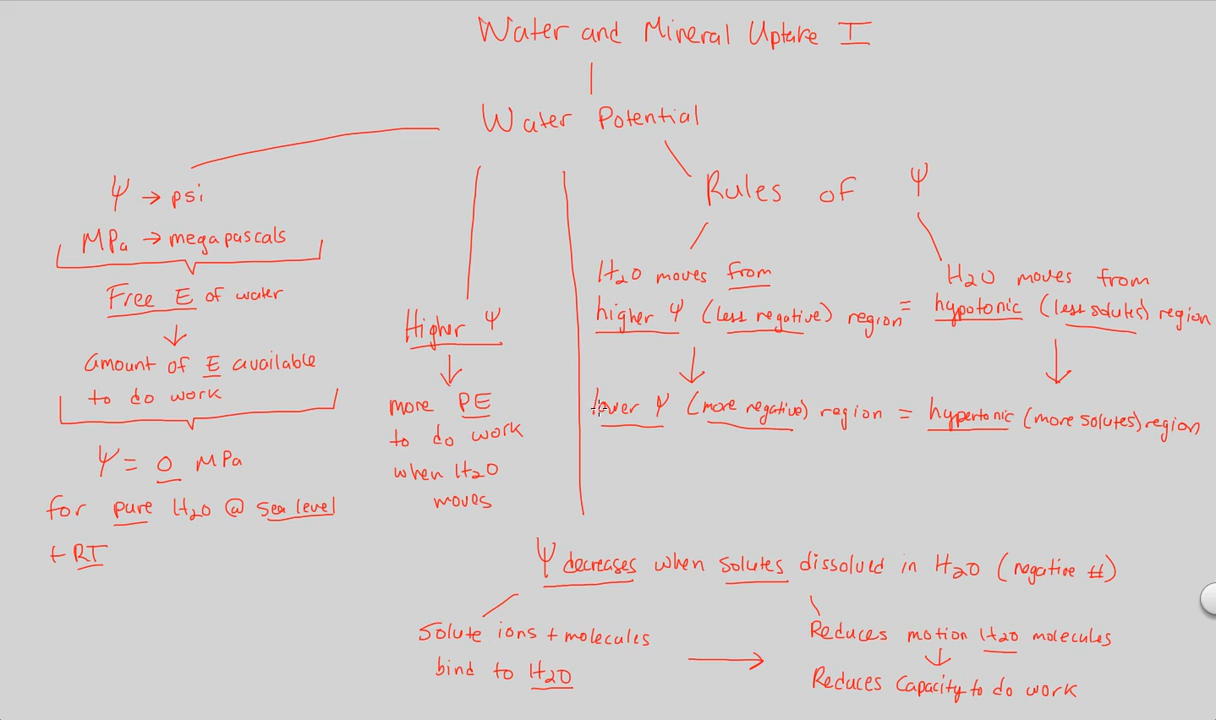 Water and Mineral Uptake I
Water Potential
Ψ → psi
MPa → megapascals
Free E of water
amount of E available
to do work
Ψ = 0 MPa
for pure H2O @ sea level
+ RT
Higher Ψ
more PE
to do work
when H2O
moves
Rules of Ψ
H2O moves from
higher Ψ (less negative) region
lower Ψ (more negative) region
=
=
H2O moves from
hypotonic (less solutes) region
hypertonic (more solutes) region
Ψ decreases when solutes dissolved in H2O (negative #)
Solute ions + molecules
bind to H2O
Reduces motion H2O molecules
Reduces Capacity to do work